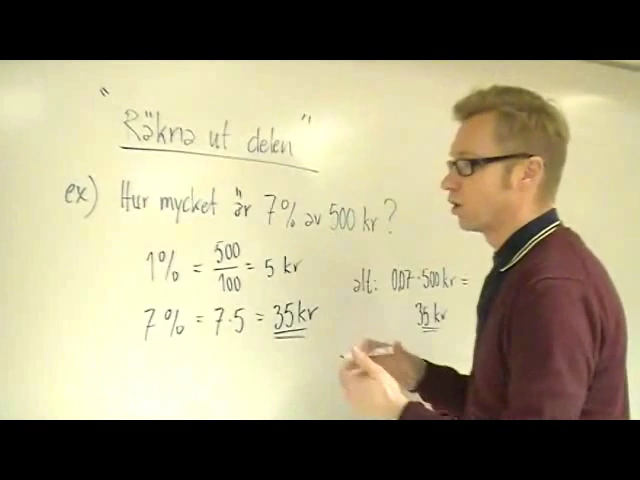 "Räkna ut delen"
ex) Hur mycket är 7% av 500 kr?
1% = 500/100 = 5 kr
7% = 7·5 = 35 kr
alt: 0,07·500 kr =
35 kr